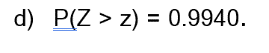 d) P(Z > z) = 0.9940.